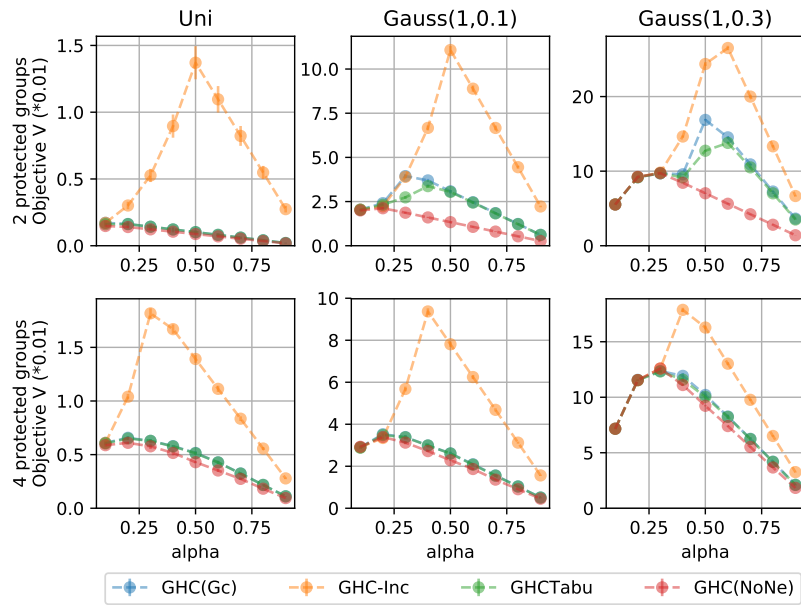 Uni
Gauss(1,0.1)
Gauss(1,0.3)
2 protected groups
Objective V (*0.01)
1.5
1.0
0.5
0.0
0.25 0.50 0.75
10.0
7.5
5.0
2.5
0.0
0.25 0.50 0.75
20
10
0
0.25 0.50 0.75
4 protected groups
Objective V (*0.01)
1.5
1.0
0.5
0.0
0.25 0.50 0.75
alpha
10
8
6
4
2
0
0.25 0.50 0.75
alpha
15
10
5
0
0.25 0.50 0.75
alpha
GHC(Gc) GHC-Inc GHCTabu GHC(NoNe)